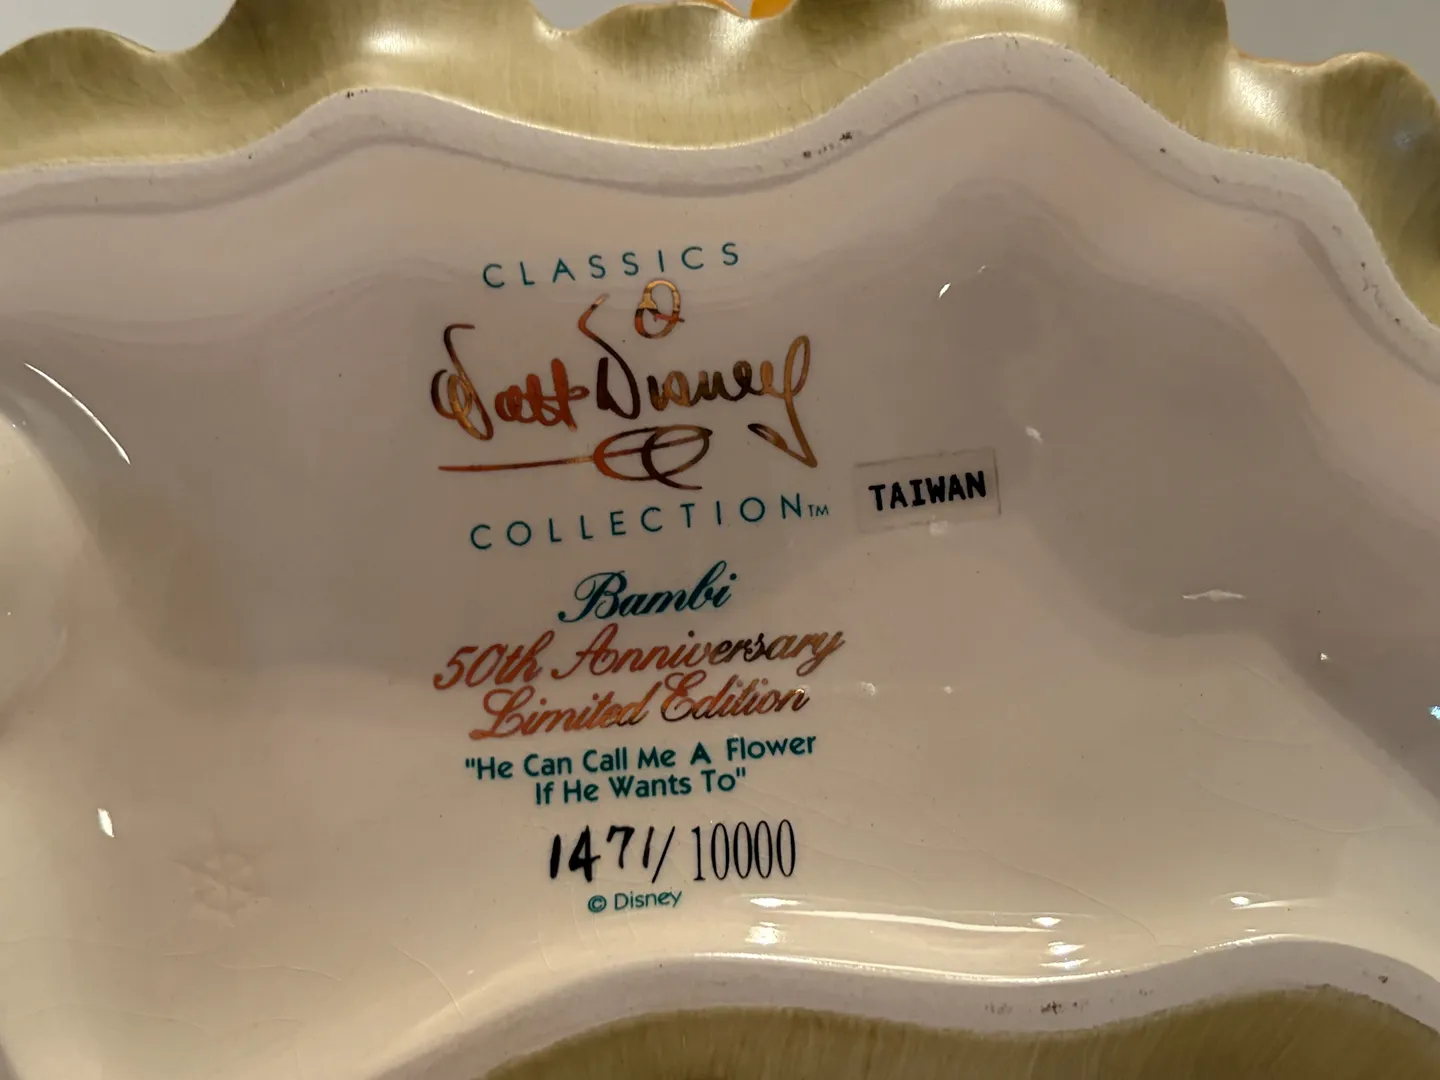 CLASSICS
Walt Disney
COLLECTION™
TAIWAN
Bambi
50th Anniversary
Limited Edition
"He Can Call Me A Flower
If He Wants To"
1471/10000
© Disney